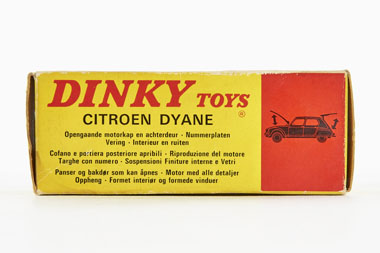 DINKY TOYS®
CITROEN DYANE
Opengaande motorkap en achterdeur - Nummerplaten
Vering - Interieur en ruiten
Cofano e portiera posteriore apribili - Riproduzione del motore
Targhe con numero - Sospensioni Finiture interne e Vetri
Panser og bakdør som kan åpnes - Motor med alle detaljer
Oppheng - Formet interiør og formede vinduer